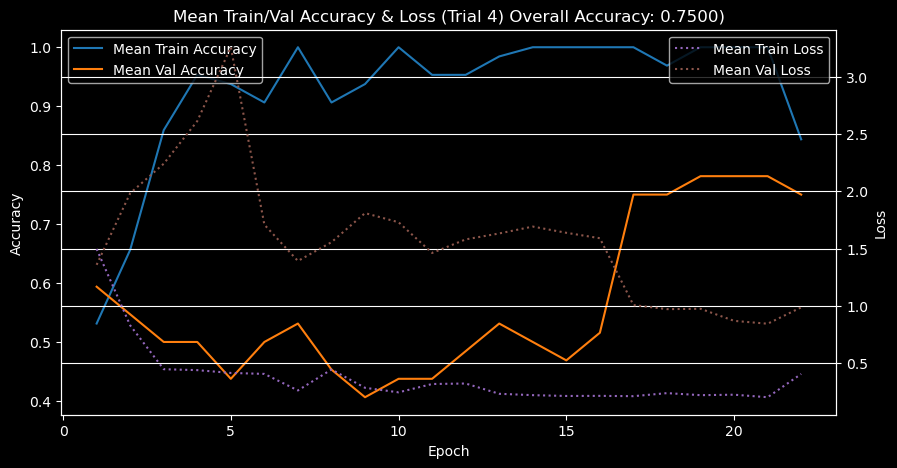 Mean Train/Val Accuracy & Loss (Trial 4) Overall Accuracy: 0.7500)
Mean Train Accuracy
Mean Val Accuracy
Mean Train Loss
Mean Val Loss
1.0
0.9
0.8
0.7
0.6
0.5
0.4
Accuracy
3.0
2.5
2.0
1.5
1.0
0.5
Loss
0
5
10
15
20
Epoch